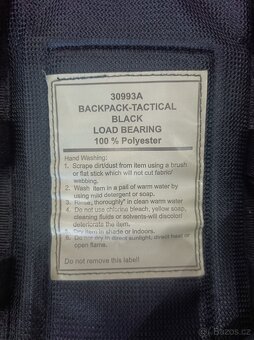 30993A
BACKPACK-TACTICAL
BLACK
LOAD BEARING
100 % Polyester
Hand Washing:
1. Scrape dirt/dust from item using a brush
or flat stick which will not cut fabric/
webbing.
2. Wash item in a pail of warm water by
using mild detergent or soap.
3. Rinse "thoroughly" in clean warm water
4. Do not use chlorine bleach, yellow soap,
cleaning fluids or solvents-will discolor/
deteriorate the item.
5. Dry item in shade or indoors.
6. Do not dry in direct sunlight, direct heat or
open flame.
Do not remove this label!
Sbazar.cz